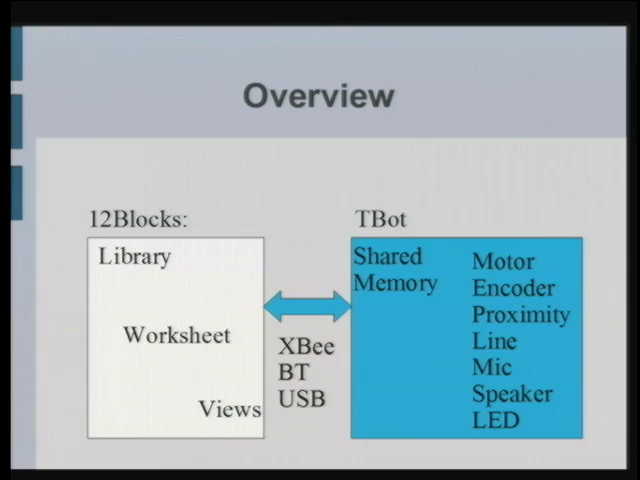 Overview
12Blocks:
Library
Worksheet
Views
XBee
BT
USB
TBot
Shared
Memory
Motor
Encoder
Proximity
Line
Mic
Speaker
LED